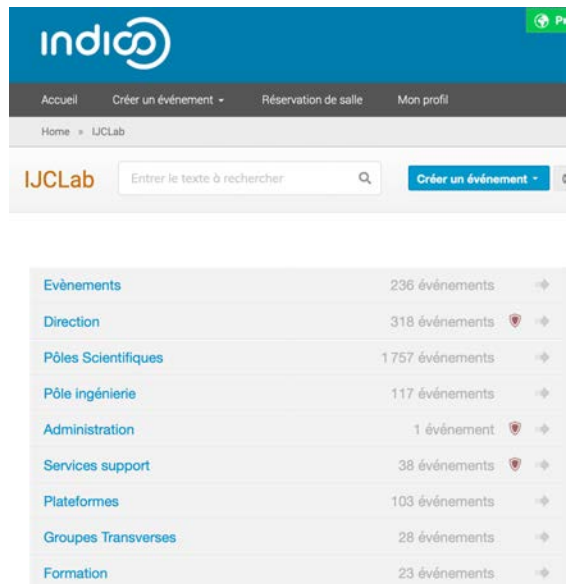 indico
Accueil Créer un événement Réservation de salle Mon profil
Home » IJCLab
IJCLab Entrer le texte à rechercher Créer un événement
Evènements 236 événements
Direction 318 événements
Pôles Scientifiques 1 757 événements
Pôle ingénierie 117 événements
Administration 1 événement
Services support 38 événements
Plateformes 103 événements
Groupes Transverses 28 événements
Formation 23 événements